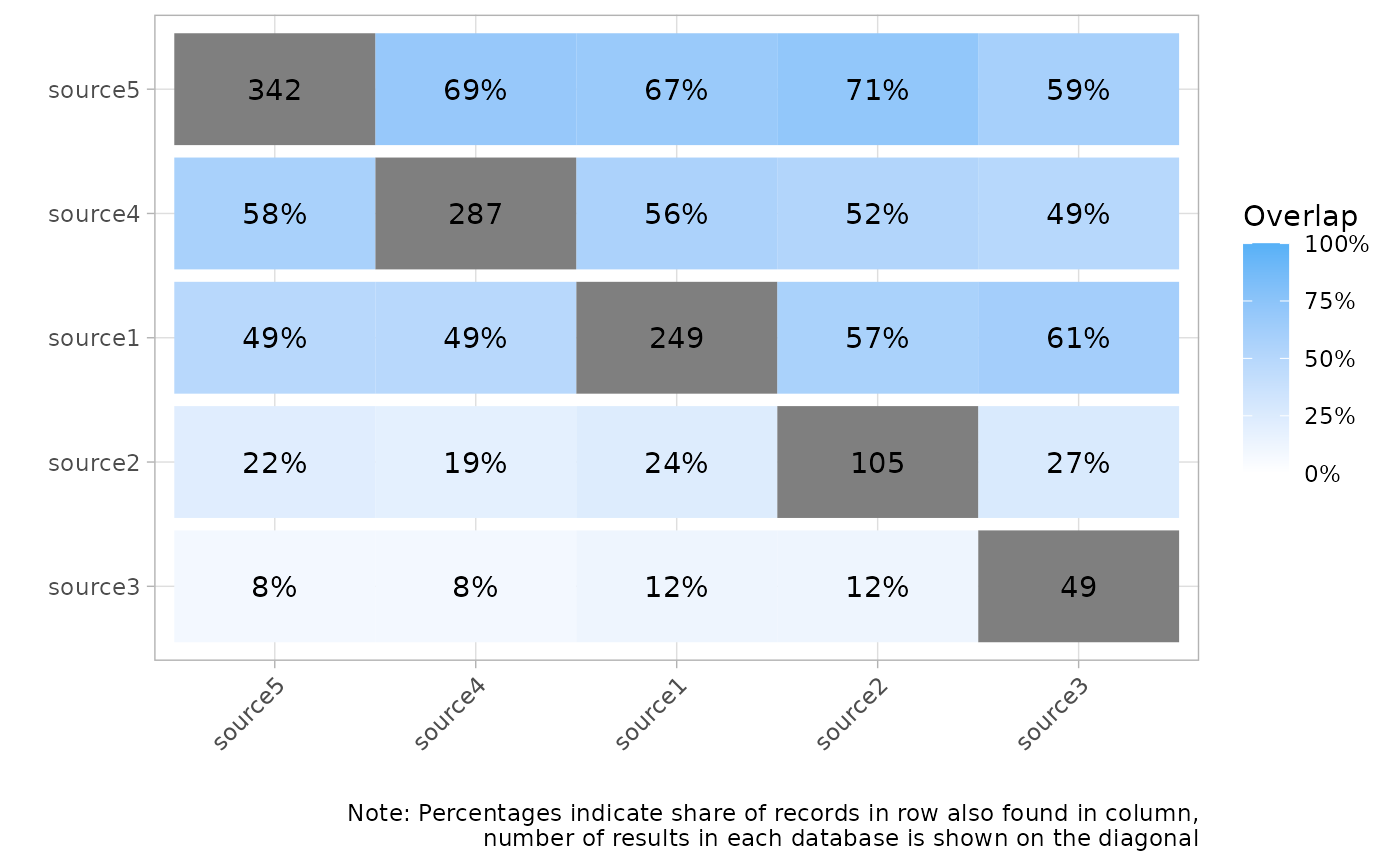 source5 342 69% 67% 71% 59%
source4 58% 287 56% 52% 49%
source1 49% 49% 249 57% 61%
source2 22% 19% 24% 105 27%
source3 8% 8% 12% 12% 49
source5 source4 source1 source2 source3
Overlap
100%
75%
50%
25%
0%
Note: Percentages indicate share of records in row also found in column,
number of results in each database is shown on the diagonal